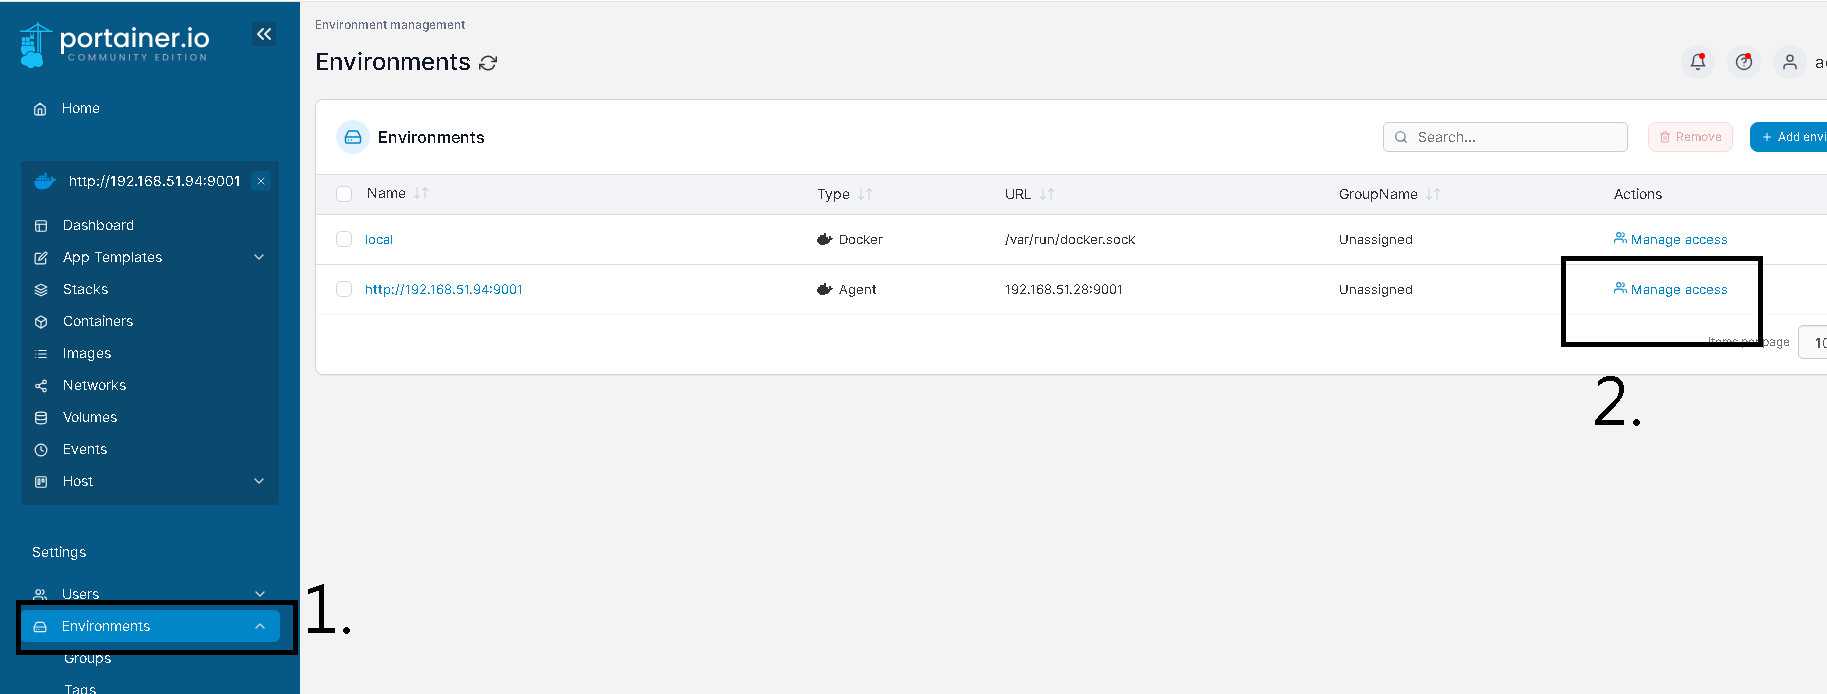 portainer.io
COMMUNITY EDITION
Home
http://192.168.51.94:9001
Dashboard
App Templates
Stacks
Containers
Images
Networks
Volumes
Events
Host
Settings
Users
Environments
1.
Groups
Tags
Environment management
Environments
Environments
Search...
Remove
+ Add envi
Name Type URL GroupName Actions
local Docker /var/run/docker.sock Unassigned Manage access
http://192.168.51.94:9001 Agent 192.168.51.28:9001 Unassigned Manage access
Items per page 10
2.